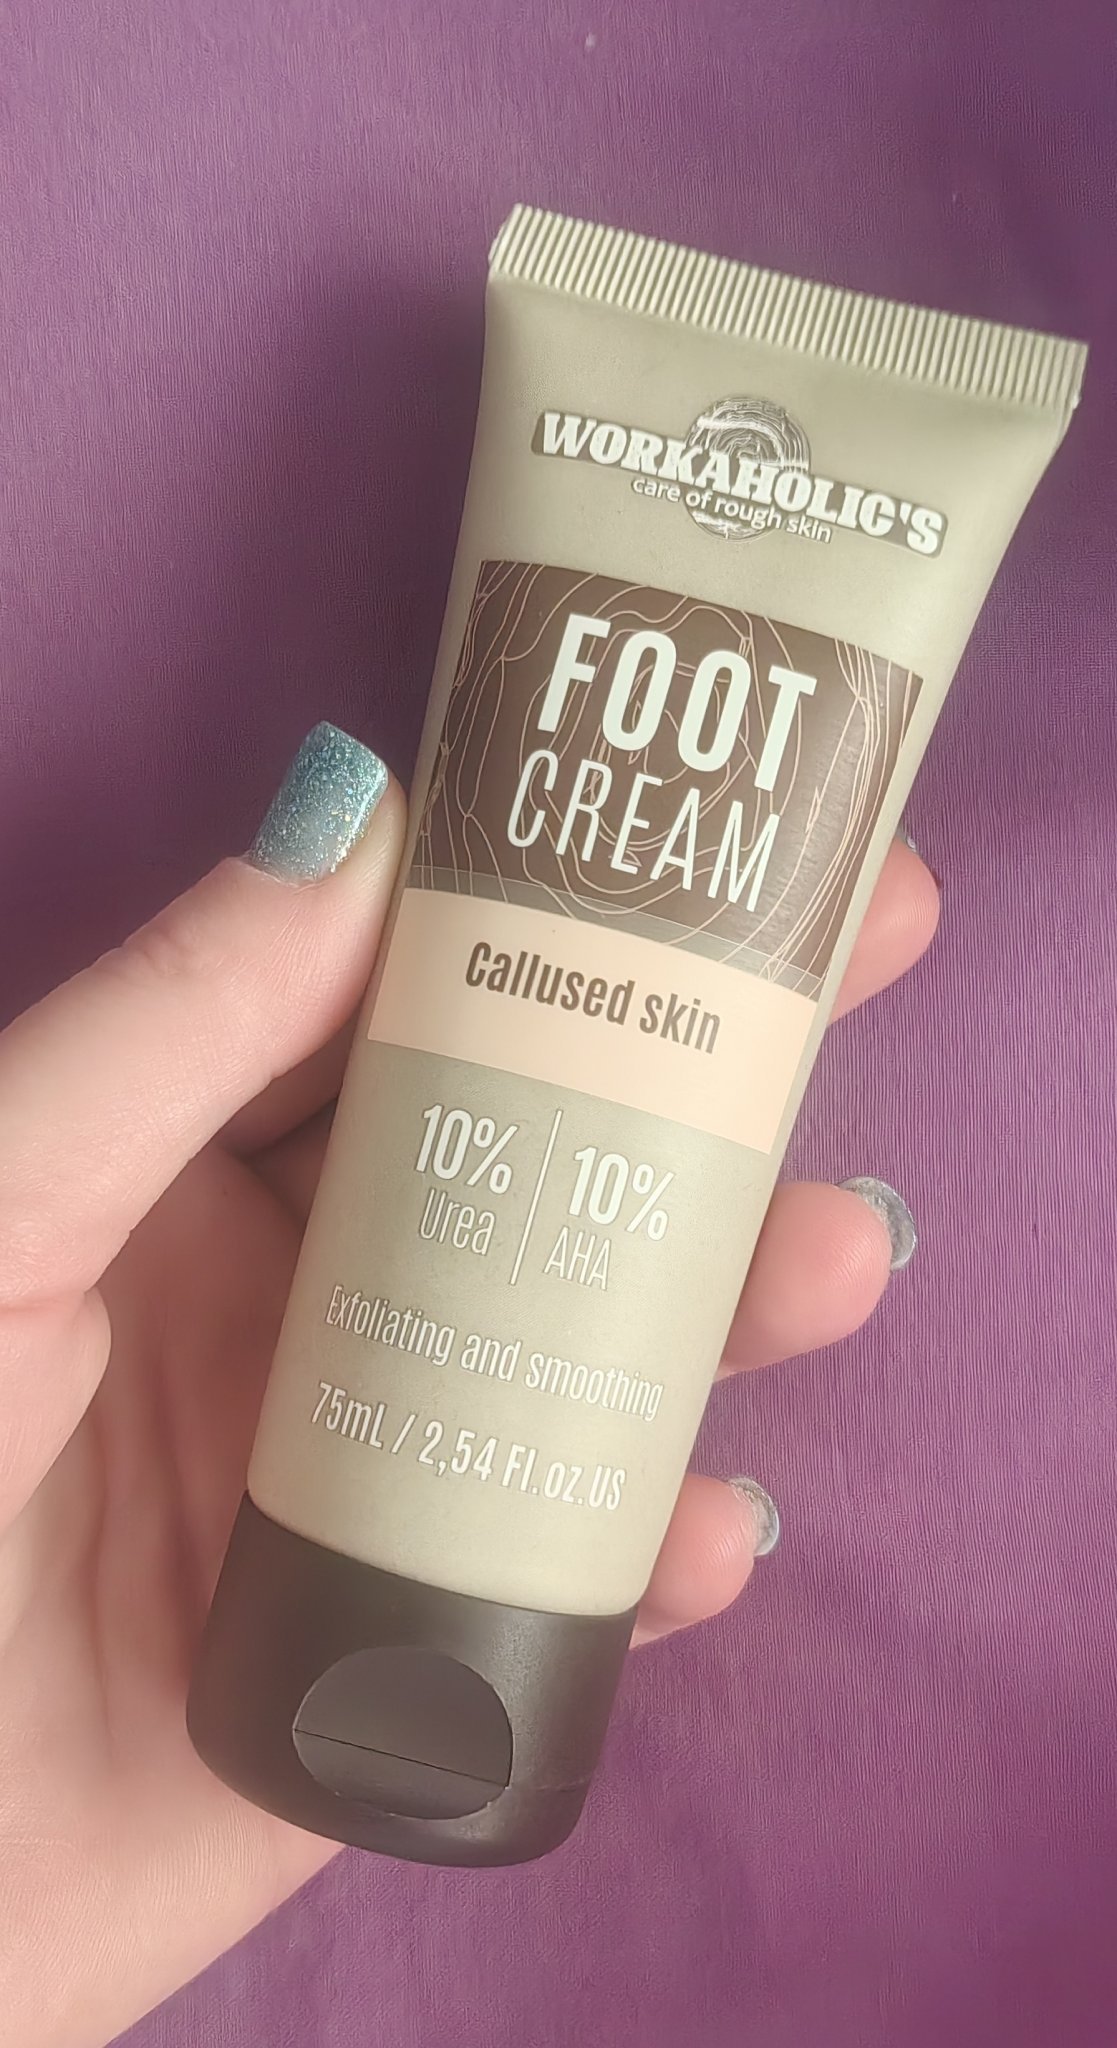 WORKAHOLIC'S
care of rough skin
FOOT
CREAM
Callused skin
10% | 10%
Urea | AHA
Exfoliating and smoothing
75mL / 2,54 Fl.oz.US